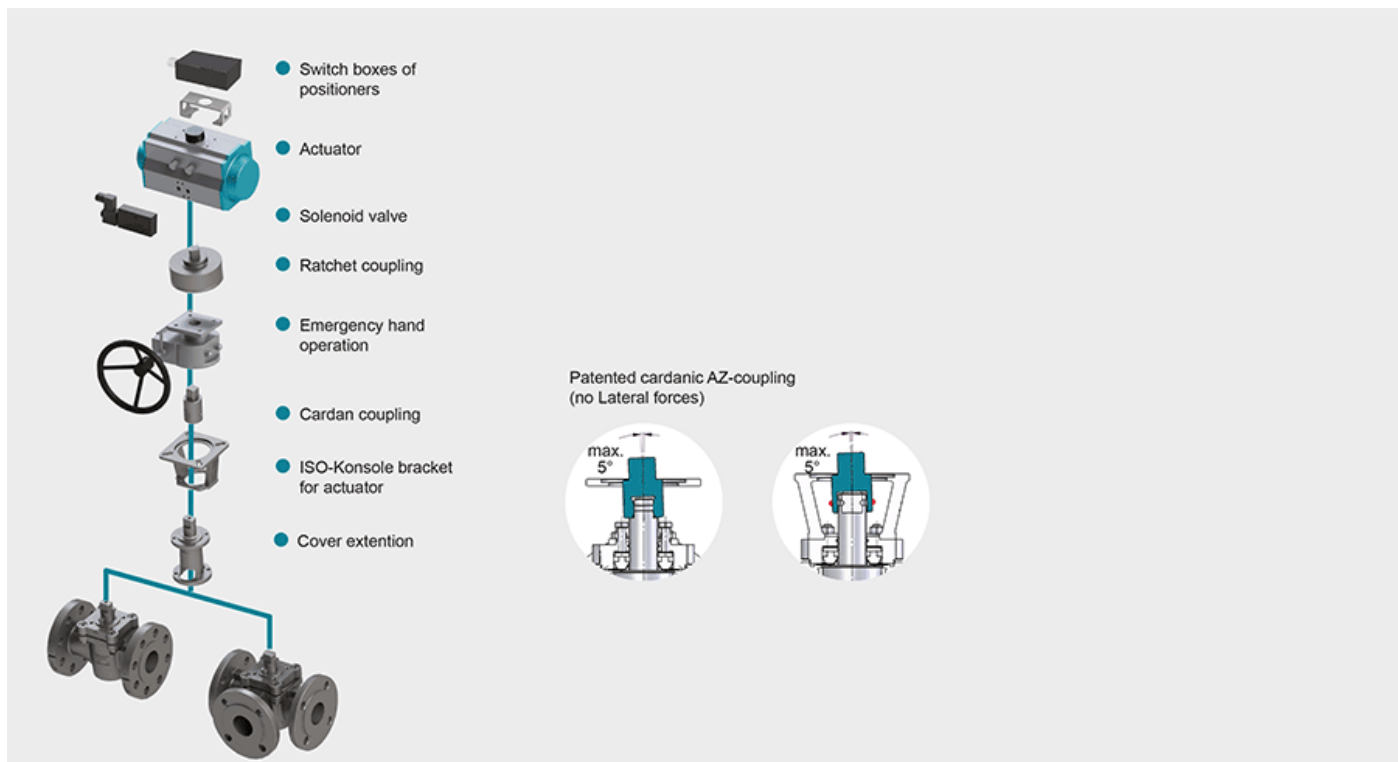 Switch boxes of
positioners
Actuator
Solenoid valve
Ratchet coupling
Emergency hand
operation
Cardan coupling
ISO-Konsole bracket
for actuator
Cover extention
Patented cardanic AZ-coupling
(no Lateral forces)
max.
5°
max.
5°